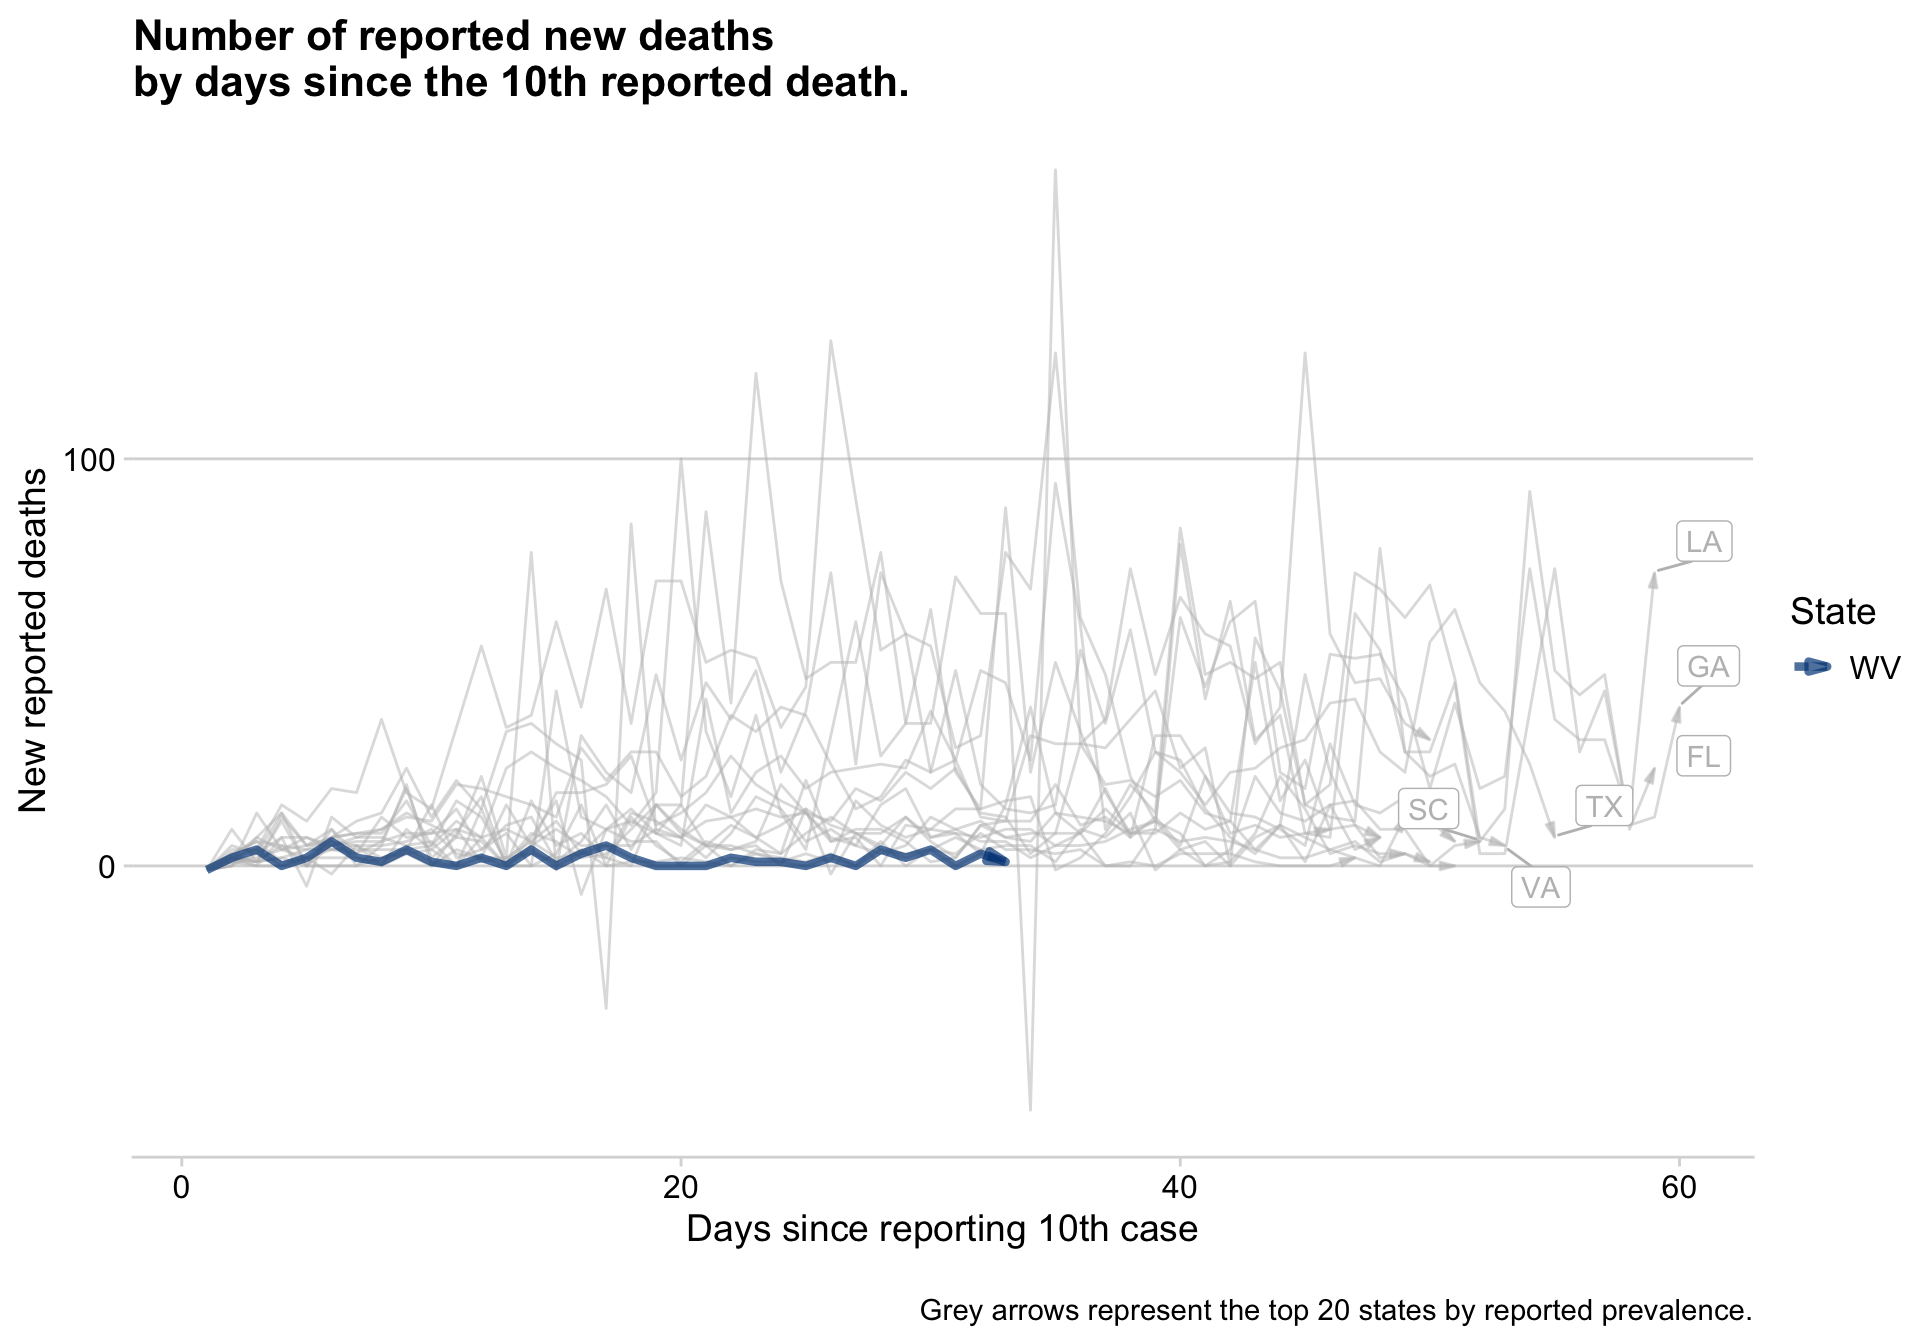 Number of reported new deaths
by days since the 10th reported death.
New reported deaths
100
0
LA
GA
FL
TX
SC
VA
State
WV
0
20
40
60
Days since reporting 10th case
Grey arrows represent the top 20 states by reported prevalence.